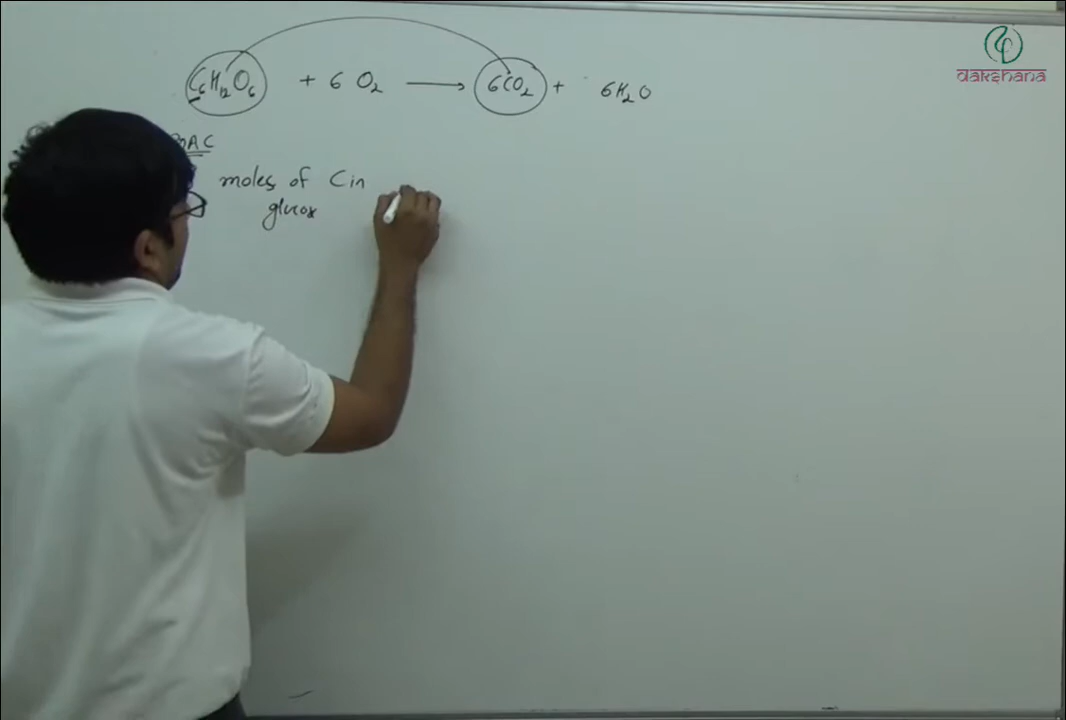 C₆H₁₂O₆ + 6 O₂ → 6CO₂ + 6H₂O
moles of C in
glucose
dakshana